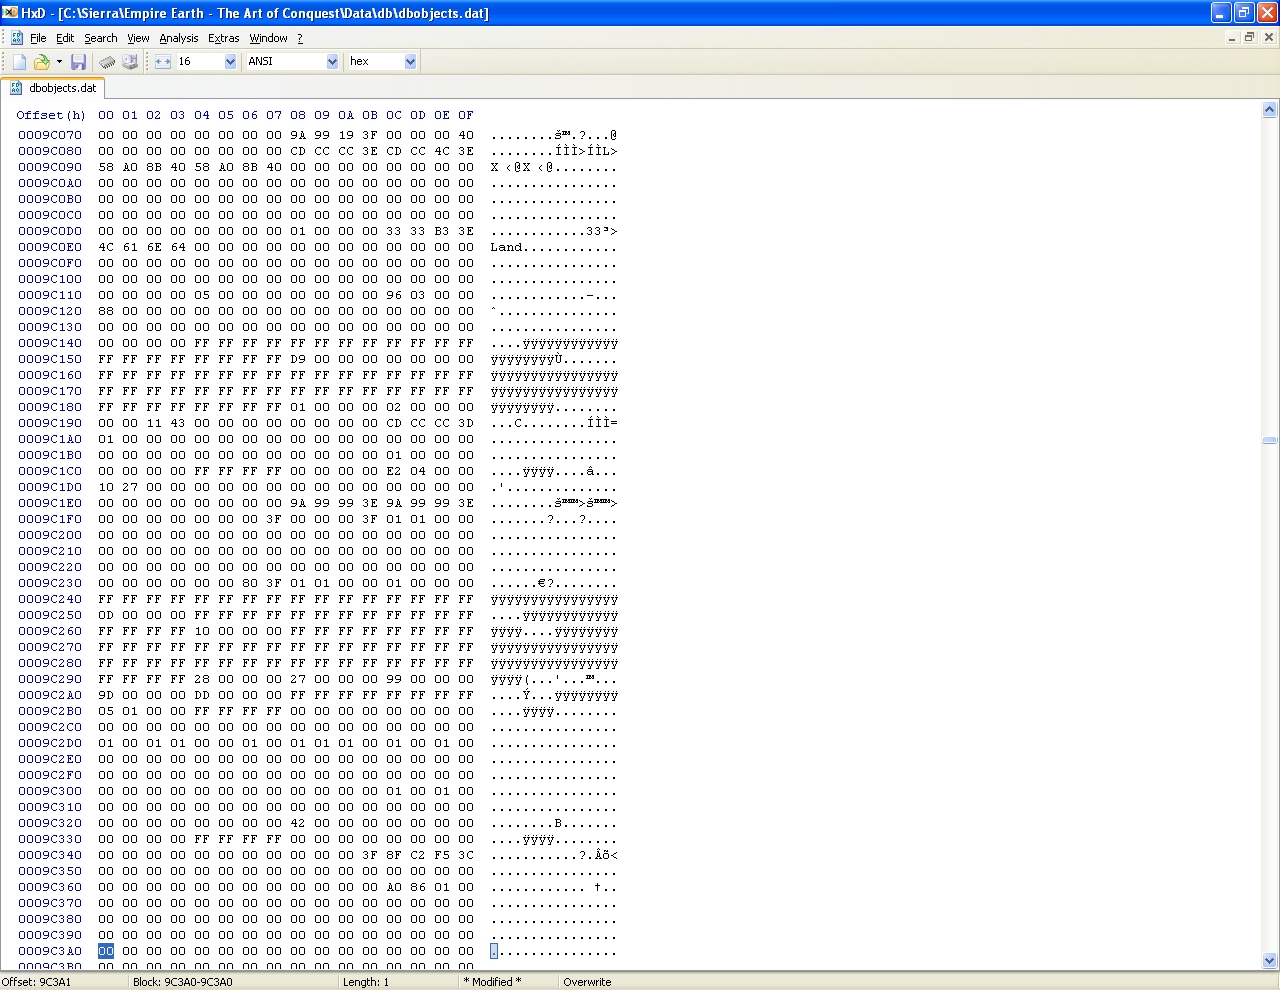 HxD - [C:\Sierra\Empire Earth - The Art of Conquest\Data\db\dbobjects.dat]
File Edit Search View Analysis Extras Window ?
16 ANSI hex
dbobjects.dat
Offset(h) 00 01 02 03 04 05 06 07 08 09 0A 0B 0C 0D 0E 0F
0009C070 00 00 00 00 00 00 00 00 9A 99 19 3F 00 00 00 40 ........š™.?...@
0009C080 00 00 00 00 00 00 00 00 CD CC CC 3E CD CC 4C 3E ........ÍÌÌ>ÍÌL>
0009C090 58 A0 8B 40 58 A0 8B 40 00 00 00 00 00 00 00 00 X ‹@X ‹@........
0009C0A0 00 00 00 00 00 00 00 00 00 00 00 00 00 00 00 00 ................
0009C0B0 00 00 00 00 00 00 00 00 00 00 00 00 00 00 00 00 ................
0009C0C0 00 00 00 00 00 00 00 00 00 00 00 00 00 00 00 00 ................
0009C0D0 00 00 00 00 00 00 00 00 01 00 00 00 33 33 B3 3E ............33³>
0009C0E0 4C 61 6E 64 00 00 00 00 00 00 00 00 00 00 00 00 Land............
0009C0F0 00 00 00 00 00 00 00 00 00 00 00 00 00 00 00 00 ................
0009C100 00 00 00 00 00 00 00 00 00 00 00 00 00 00 00 00 ................
0009C110 00 00 00 00 05 00 00 00 00 00 00 00 96 03 00 00 ............–...
0009C120 88 00 00 00 00 00 00 00 00 00 00 00 00 00 00 00 ˆ...............
0009C130 00 00 00 00 00 00 00 00 00 00 00 00 00 00 00 00 ................
0009C140 00 00 00 00 FF FF FF FF FF FF FF FF FF FF FF FF ....ÿÿÿÿÿÿÿÿÿÿÿÿ
0009C150 FF FF FF FF FF FF FF FF D9 00 00 00 00 00 00 00 ÿÿÿÿÿÿÿÿÙ.......
0009C160 FF FF FF FF FF FF FF FF FF FF FF FF FF FF FF FF ÿÿÿÿÿÿÿÿÿÿÿÿÿÿÿÿ
0009C170 FF FF FF FF FF FF FF FF FF FF FF FF FF FF FF FF ÿÿÿÿÿÿÿÿÿÿÿÿÿÿÿÿ
0009C180 FF FF FF FF FF FF FF FF 01 00 00 00 02 00 00 00 ÿÿÿÿÿÿÿÿ........
0009C190 00 00 11 43 00 00 00 00 00 00 00 00 CD CC CC 3D ...C........ÍÌÌ=
0009C1A0 01 00 00 00 00 00 00 00 00 00 00 00 00 00 00 00 ................
0009C1B0 00 00 00 00 00 00 00 00 00 00 00 00 01 00 00 00 ................
0009C1C0 00 00 00 00 FF FF FF FF 00 00 00 00 E2 04 00 00 ....ÿÿÿÿ....â...
0009C1D0 10 27 00 00 00 00 00 00 00 00 00 00 00 00 00 00 .'..............
0009C1E0 00 00 00 00 00 00 00 00 9A 99 99 3E 9A 99 99 3E ........š™™>š™™>
0009C1F0 00 00 00 00 00 00 00 3F 00 00 00 3F 01 01 00 00 .......?...?....
0009C200 00 00 00 00 00 00 00 00 00 00 00 00 00 00 00 00 ................
0009C210 00 00 00 00 00 00 00 00 00 00 00 00 00 00 00 00 ................
0009C220 00 00 00 00 00 00 00 00 00 00 00 00 00 00 00 00 ................
0009C230 00 00 00 00 00 00 80 3F 01 01 00 00 01 00 00 00 ......€?........
0009C240 FF FF FF FF FF FF FF FF FF FF FF FF FF FF FF FF ÿÿÿÿÿÿÿÿÿÿÿÿÿÿÿÿ
0009C250 0D 00 00 00 FF FF FF FF FF FF FF FF FF FF FF FF ....ÿÿÿÿÿÿÿÿÿÿÿÿ
0009C260 FF FF FF FF 10 00 00 00 FF FF FF FF FF FF FF FF ÿÿÿÿ....ÿÿÿÿÿÿÿÿ
0009C270 FF FF FF FF FF FF FF FF FF FF FF FF FF FF FF FF ÿÿÿÿÿÿÿÿÿÿÿÿÿÿÿÿ
0009C280 FF FF FF FF FF FF FF FF FF FF FF FF FF FF FF FF ÿÿÿÿÿÿÿÿÿÿÿÿÿÿÿÿ
0009C290 FF FF FF FF 28 00 00 00 27 00 00 00 99 00 00 00 ÿÿÿÿ(...'...™...
0009C2A0 9D 00 00 00 DD 00 00 00 FF FF FF FF FF FF FF FF ....Ý...ÿÿÿÿÿÿÿÿ
0009C2B0 05 01 00 00 FF FF FF FF 00 00 00 00 00 00 00 00 ....ÿÿÿÿ........
0009C2C0 00 00 00 00 00 00 00 00 00 00 00 00 00 00 00 00 ................
0009C2D0 01 00 01 01 00 00 01 00 01 01 01 00 01 00 01 00 ................
0009C2E0 00 00 00 00 00 00 00 00 00 00 00 00 00 00 00 00 ................
0009C2F0 00 00 00 00 00 00 00 00 00 00 00 00 00 00 00 00 ................
0009C300 00 00 00 00 00 00 00 00 00 00 00 00 01 00 01 00 ................
0009C310 00 00 00 00 00 00 00 00 00 00 00 00 00 00 00 00 ................
0009C320 00 00 00 00 00 00 00 00 42 00 00 00 00 00 00 00 ........B.......
0009C330 00 00 00 00 FF FF FF FF 00 00 00 00 00 00 00 00 ....ÿÿÿÿ........
0009C340 00 00 00 00 00 00 00 00 00 00 00 3F 8F C2 F5 3C ...........?.Âõ<
0009C350 00 00 00 00 00 00 00 00 00 00 00 00 00 00 00 00 ................
0009C360 00 00 00 00 00 00 00 00 00 00 00 00 A0 86 01 00 ............ †..
0009C370 00 00 00 00 00 00 00 00 00 00 00 00 00 00 00 00 ................
0009C380 00 00 00 00 00 00 00 00 00 00 00 00 00 00 00 00 ................
0009C390 00 00 00 00 00 00 00 00 00 00 00 00 00 00 00 00 ................
0009C3A0 00 00 00 00 00 00 00 00 00 00 00 00 00 00 00 00 ................
0009C3B0 00 00 00 00 00 00 00 00 00 00 00 00 00 00 00 00 ................
Offset: 9C3A1 Block: 9C3A0-9C3A0 Length: 1 * Modified * Overwrite